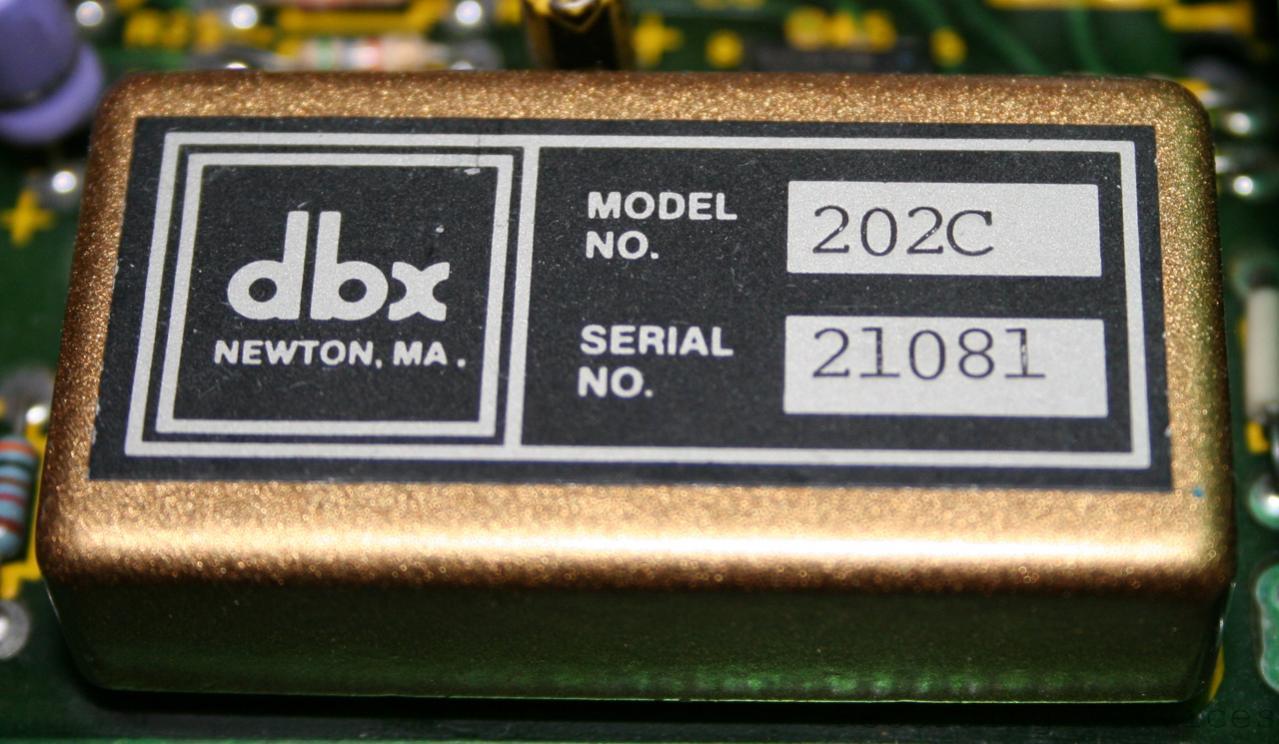 dbx
NEWTON, MA.
MODEL NO. 202C
SERIAL NO. 21081